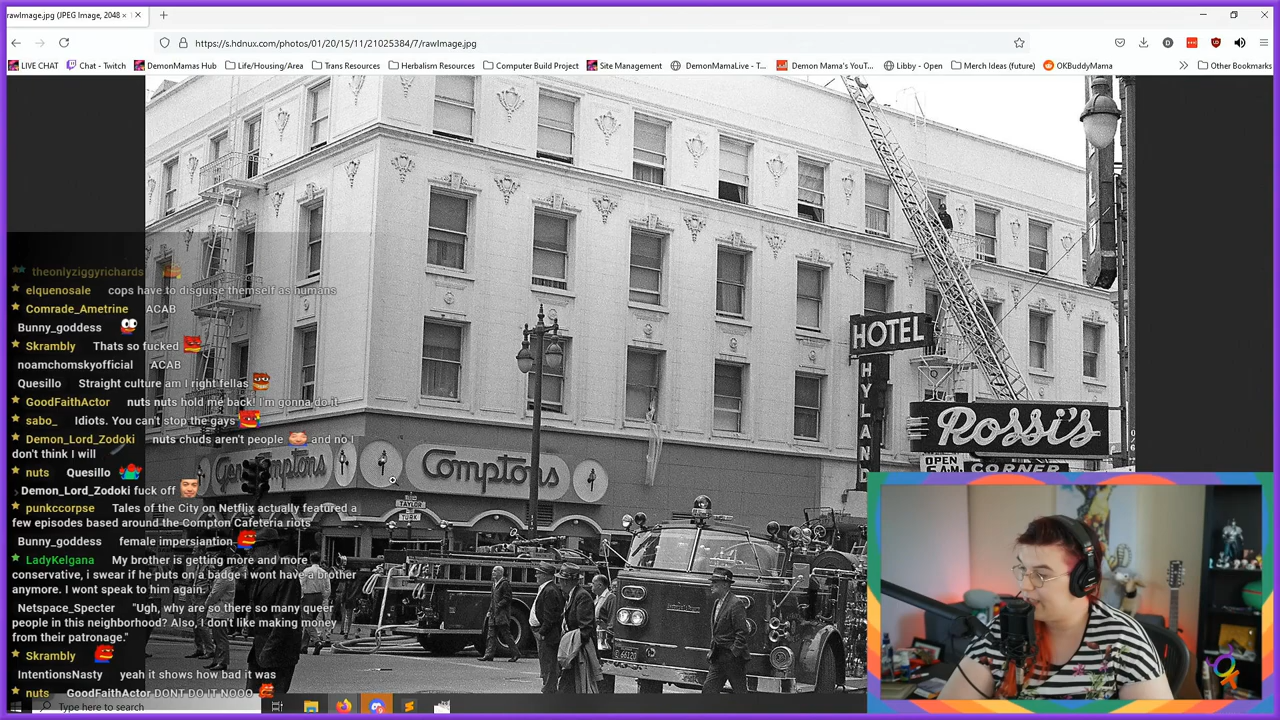 rawImage.jpg (JPEG Image, 2048 ×
https://s.hdnux.com/photos/01/20/15/11/21025384/7/rawImage.jpg
LIVE CHAT
Chat - Twitch
DemonMamas Hub
Life/Housing/Area
Trans Resources
Herbalism Resources
Computer Build Project
Site Management
DemonMamaLive - T...
Demon Mama's YouT...
Libby - Open
Merch Ideas (future)
OKBuddyMama
Other Bookmarks
theonlyziggyrichards
elquenosale cops have to disguise themself as humans
Comrade_Ametrine ACAB
Bunny_goddess
Skrambly Thats so fucked
noamchomskyofficial ACAB
Quesillo Straight culture am I right fellas
GoodFaithActor nuts nuts hold me back! I'm gonna do it
sabo_ Idiots. You can't stop the gays
Demon_Lord_Zodoki nuts chuds aren't people and no I
don't think I will
nuts Quesillo
Demon_Lord_Zodoki fuck off
punkccorpse Tales of the City on Netflix actually featured a
few episodes based around the Compton Cafeteria riots
Bunny_goddess female impersiantion
LadyKelgana My brother is getting more and more
conservative, i swear if he puts on a badge i wont have a brother
anymore. I wont speak to him again.
Netspace_Specter "Ugh, why are so there so many queer
people in this neighborhood? Also, I don't like making money
from their patronage."
Skrambly
IntentionsNasty yeah it shows how bad it was
nuts GoodFaithActor DONT DO IT NOOO
HOTEL
HYLAND
Rossi's
OPEN
6 A.M.
CORNER
Comptons
Comptons
TAYLOR
TURK
Type here to search